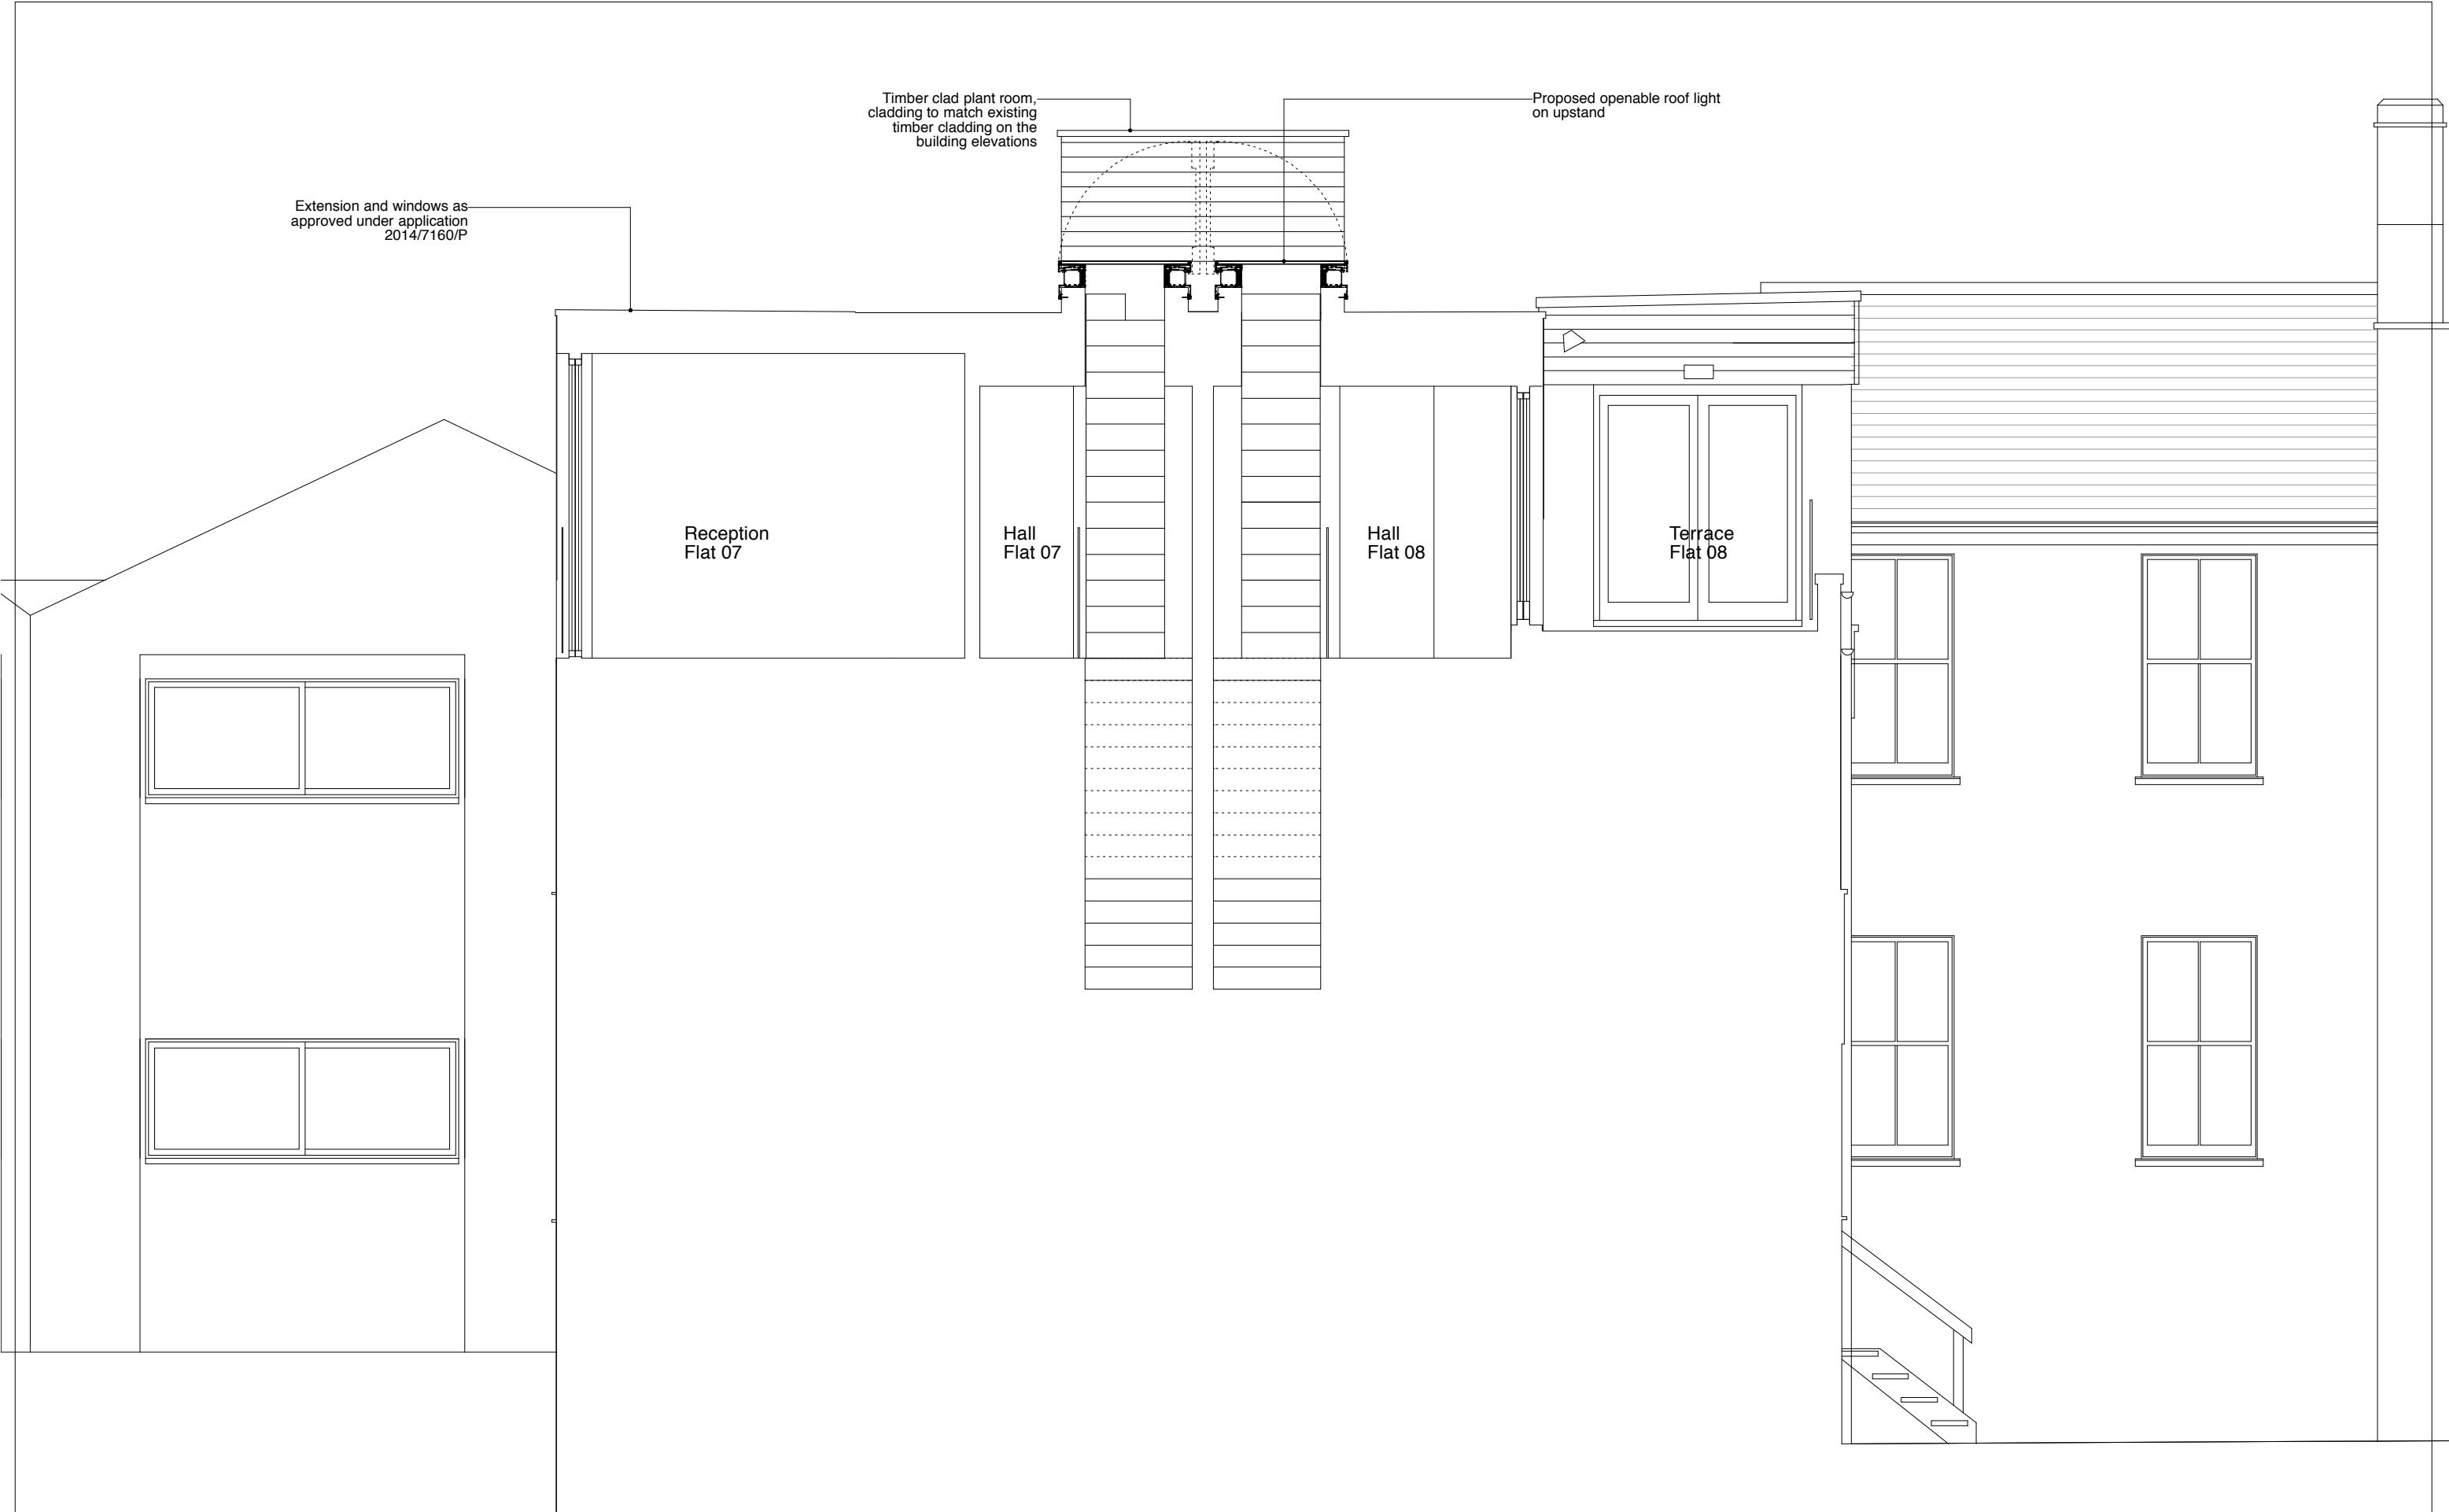 Timber clad plant room,
cladding to match existing
timber cladding on the
building elevations
Proposed openable roof light
on upstand
Extension and windows as
approved under application
2014/7160/P
Reception
Flat 07
Hall
Flat 07
Hall
Flat 08
Terrace
Flat 08